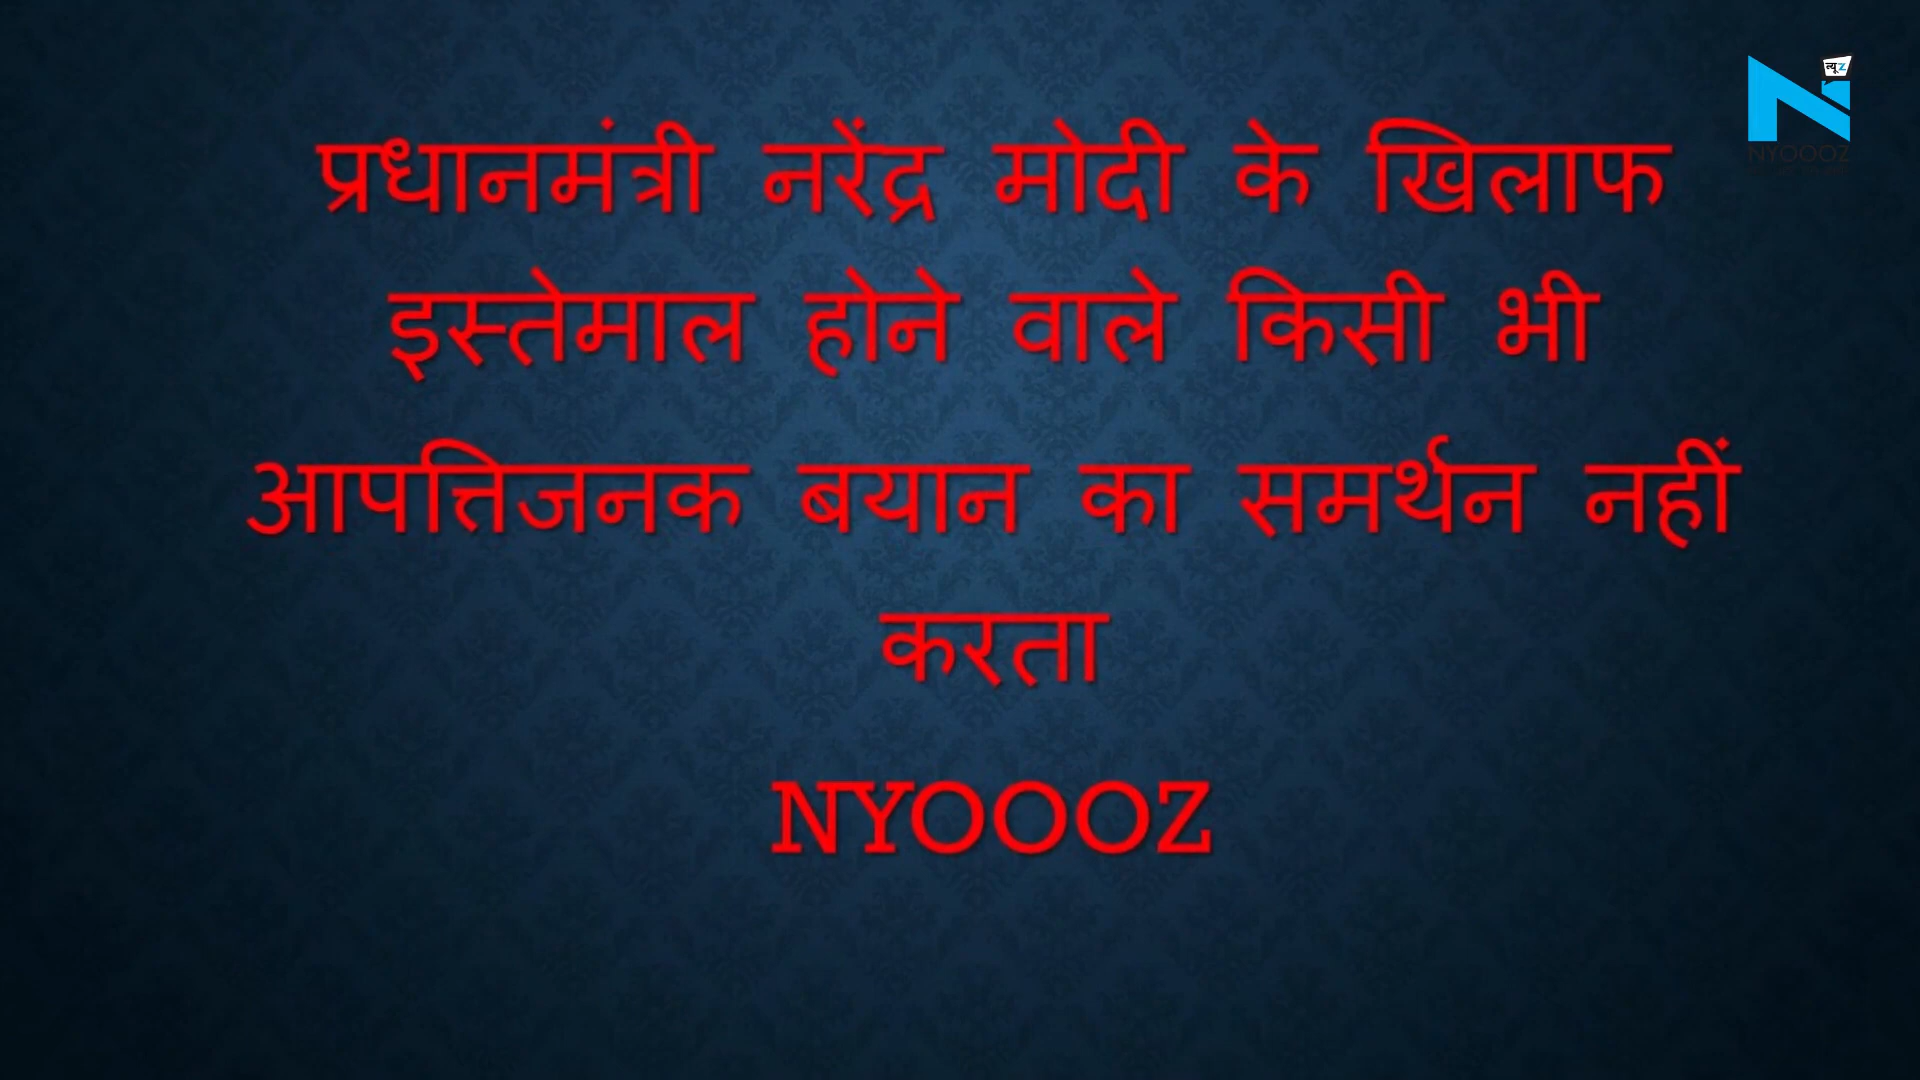 न्यूZ
NYOOOZ
प्रधानमंत्री नरेंद्र मोदी के खिलाफ
इस्तेमाल होने वाले किसी भी
आपत्तिजनक बयान का समर्थन नहीं
करता
NYOOOZ